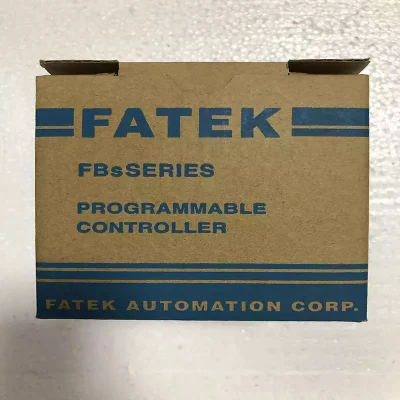 FATEK
FBsSERIES
PROGRAMMABLE
CONTROLLER
FATEK AUTOMATION CORP.